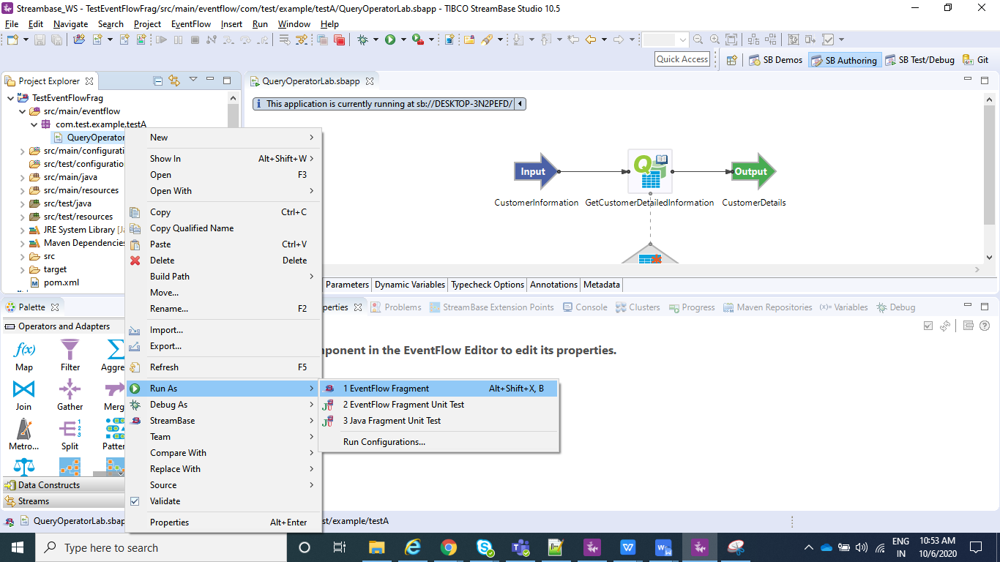 Streambase_WS - TestEventFlowFrag/src/main/eventflow/com/test/example/testA/QueryOperatorLab.sbapp - TIBCO StreamBase Studio 10.5
File Edit Navigate Search Project EventFlow Insert Run Window Help
Quick Access SB Demos SB Authoring SB Test/Debug Git
Project Explorer
QueryOperatorLab.sbapp
TestEventFlowFrag
src/main/eventflow
com.test.example.testA
QueryOperator
src/main/configurati
src/test/configuratio
src/main/java
src/main/resources
src/test/java
src/test/resources
JRE System Library [Ja
Maven Dependencies
src
target
pom.xml
This application is currently running at sb://DESKTOP-3N2PEFD/
Input
Q
Output
CustomerInformation GetCustomerDetailedInformation CustomerDetails
Parameters Dynamic Variables Typecheck Options Annotations Metadata
New
Show In Alt+Shift+W
Open F3
Open With
Copy Ctrl+C
Copy Qualified Name
Paste Ctrl+V
Delete Delete
Build Path
Move...
Rename... F2
Import...
Export...
Refresh F5
Run As
Debug As
StreamBase
Team
Compare With
Replace With
Source
Validate
Properties Alt+Enter
1 EventFlow Fragment Alt+Shift+X, B
2 EventFlow Fragment Unit Test
3 Java Fragment Unit Test
Run Configurations...
Palette
Operators and Adapters
f(x)
Map Filter Aggre
Join Gather Merg
Metro... Split Patter
Data Constructs
Streams
perties Problems StreamBase Extension Points Console Clusters Progress Maven Repositories (x)= Variables Debug
nponent in the EventFlow Editor to edit its properties.
QueryOperatorLab.sbap
st/example/testA
Type here to search
ENG
IN
10:53 AM
10/6/2020